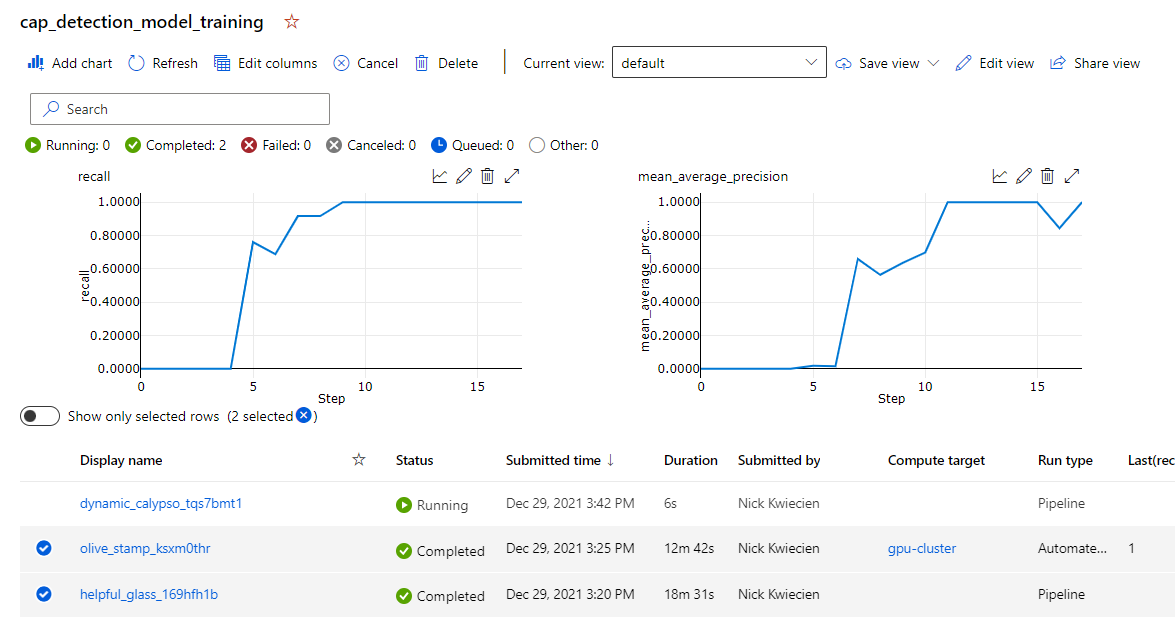 cap_detection_model_training
Add chart Refresh Edit columns Cancel Delete Current view: default Save view Edit view Share view
Search
Running: 0 Completed: 2 Failed: 0 Canceled: 0 Queued: 0 Other: 0
recall
1.0000
0.80000
0.60000
0.40000
0.20000
0.0000
recall
0 5 10 15
Step
mean_average_precision
1.0000
0.80000
0.60000
0.40000
0.20000
0.0000
mean_average_prec...
0 5 10 15
Step
Show only selected rows (2 selected )
Display name Status Submitted time ↓ Duration Submitted by Compute target Run type Last(rec
dynamic_calypso_tqs7bmt1 Running Dec 29, 2021 3:42 PM 6s Nick Kwiecien Pipeline
olive_stamp_ksxm0thr Completed Dec 29, 2021 3:25 PM 12m 42s Nick Kwiecien gpu-cluster Automate... 1
helpful_glass_169hfh1b Completed Dec 29, 2021 3:20 PM 18m 31s Nick Kwiecien Pipeline